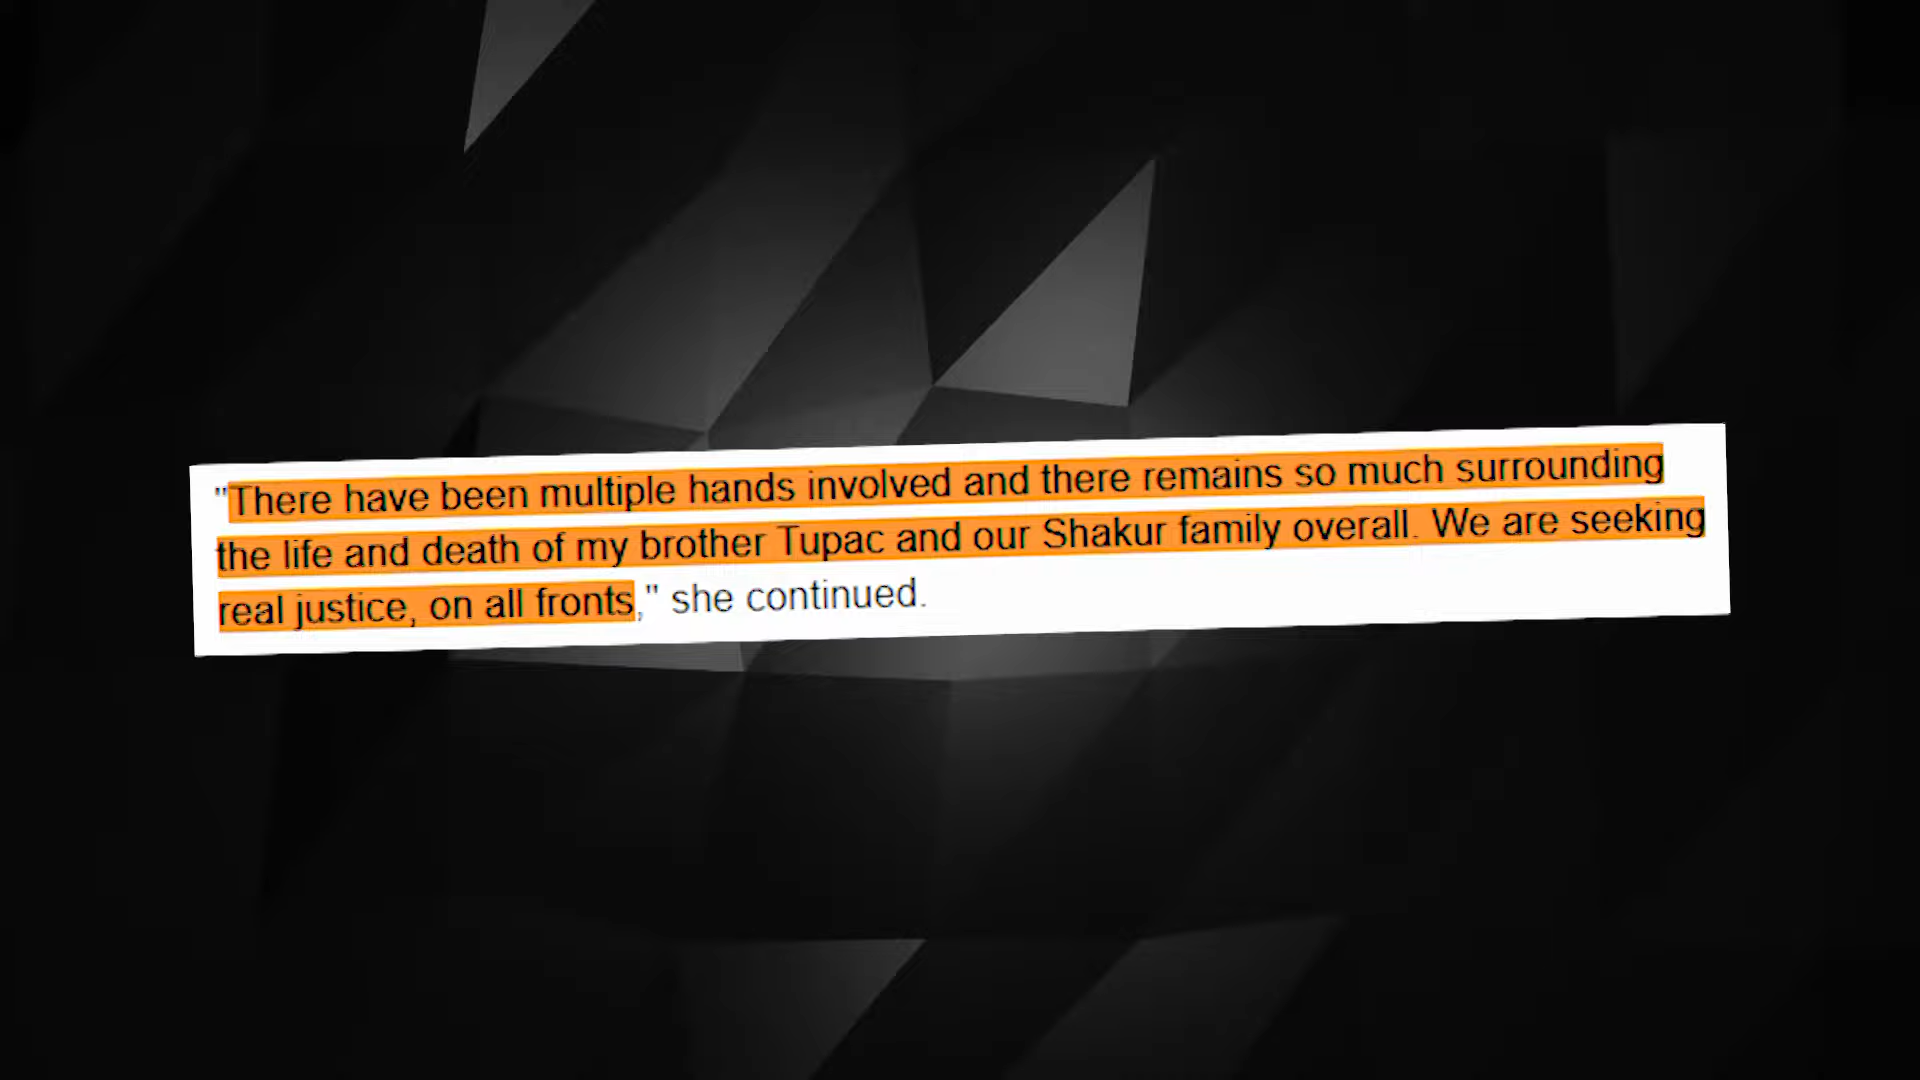 "There have been multiple hands involved and there remains so much surrounding
the life and death of my brother Tupac and our Shakur family overall. We are seeking
real justice, on all fronts," she continued.